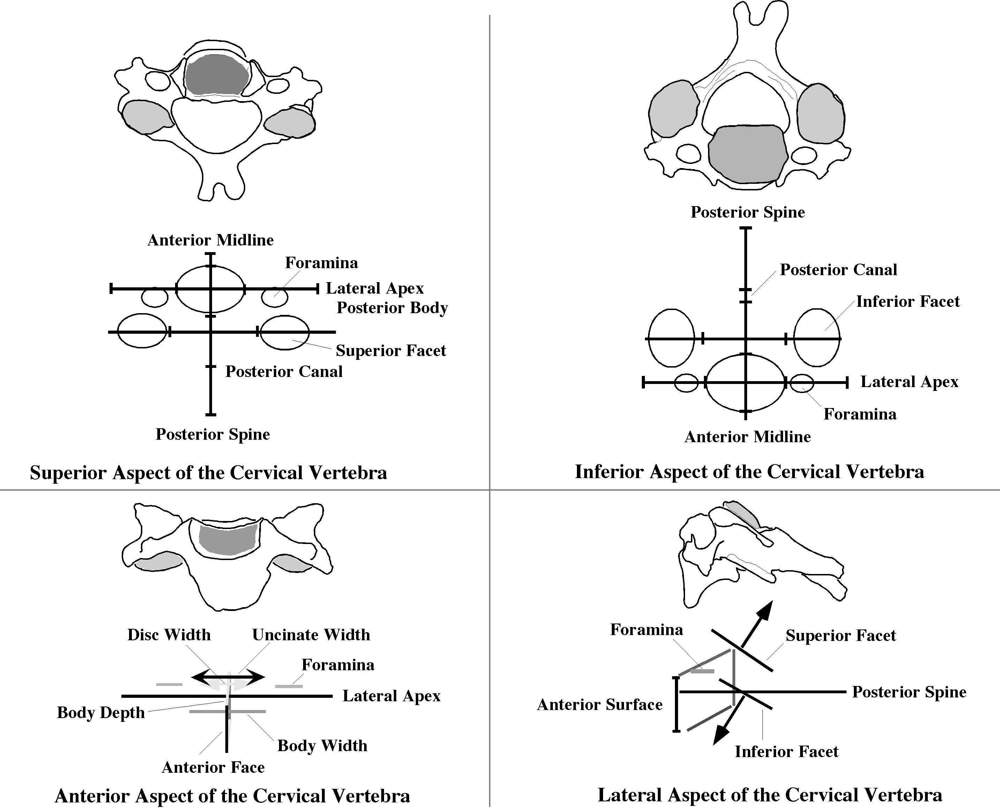 Anterior Midline
Foramina
Lateral Apex
Posterior Body
Superior Facet
Posterior Canal
Posterior Spine
Superior Aspect of the Cervical Vertebra
Posterior Spine
Posterior Canal
Inferior Facet
Lateral Apex
Foramina
Anterior Midline
Inferior Aspect of the Cervical Vertebra
Disc Width
Uncinate Width
Foramina
Lateral Apex
Body Depth
Body Width
Anterior Face
Anterior Aspect of the Cervical Vertebra
Foramina
Superior Facet
Posterior Spine
Anterior Surface
Inferior Facet
Lateral Aspect of the Cervical Vertebra